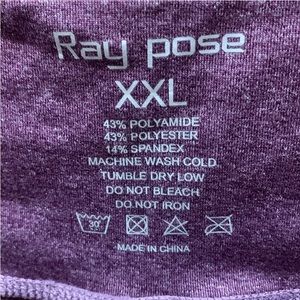 Ray pose
XXL
43% POLYAMIDE
43% POLYESTER
14% SPANDEX
MACHINE WASH COLD
TUMBLE DRY LOW
DO NOT BLEACH
DO NOT IRON
30°
MADE IN CHINA